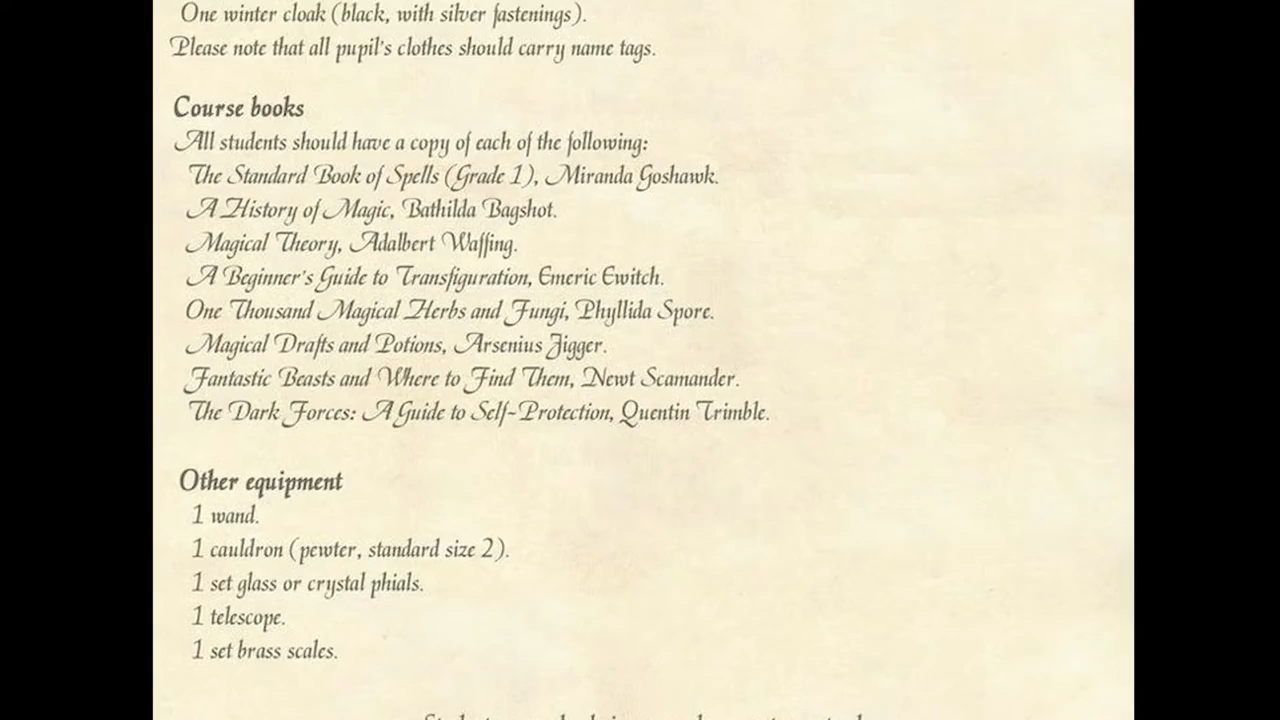 One winter cloak (black, with silver fastenings).
Please note that all pupil's clothes should carry name tags.
Course books
All students should have a copy of each of the following:
The Standard Book of Spells (Grade 1), Miranda Goshawk.
A History of Magic, Bathilda Bagshot.
Magical Theory, Adalbert Waffing.
A Beginner's Guide to Transfiguration, Emeric Ewitch.
One Thousand Magical Herbs and Fungi, Phyllida Spore.
Magical Drafts and Potions, Arsenius Jigger.
Fantastic Beasts and Where to Find Them, Newt Scamander.
The Dark Forces: A Guide to Self-Protection, Quentin Trimble.
Other equipment
1 wand.
1 cauldron (pewter, standard size 2).
1 set glass or crystal phials.
1 telescope.
1 set brass scales.